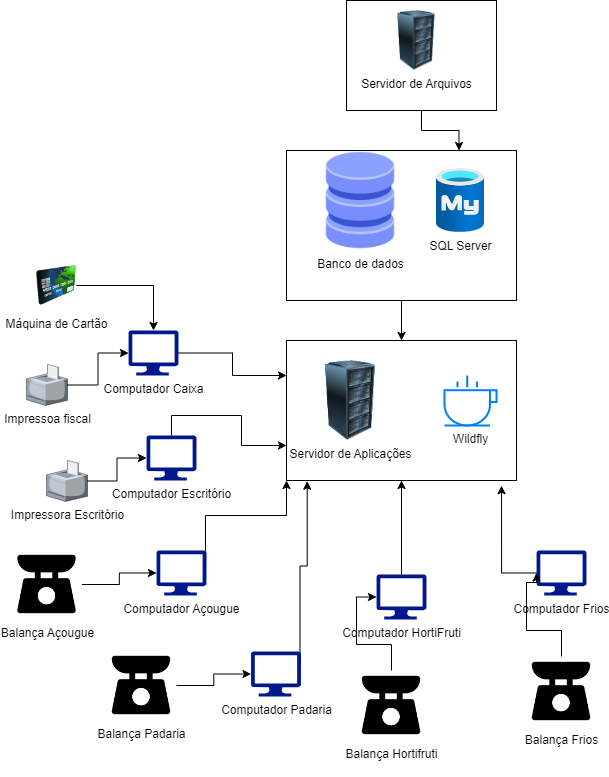 Servidor de Arquivos
My
Banco de dados
SQL Server
Máquina de Cartão
Computador Caixa
Impressoa fiscal
Servidor de Aplicações
Wildfly
Computador Escritório
Impressora Escritório
Computador Açougue
Balança Açougue
Computador HortiFruti
Computador Frios
Computador Padaria
Balança Padaria
Balança Hortifruti
Balança Frios